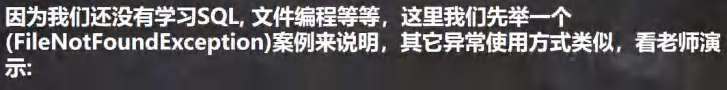 因为我们还没有学习SQL, 文件编程等等，这里我们先举一个
(FileNotFoundException)案例来说明，其它异常使用方式类似，看老师演
示: